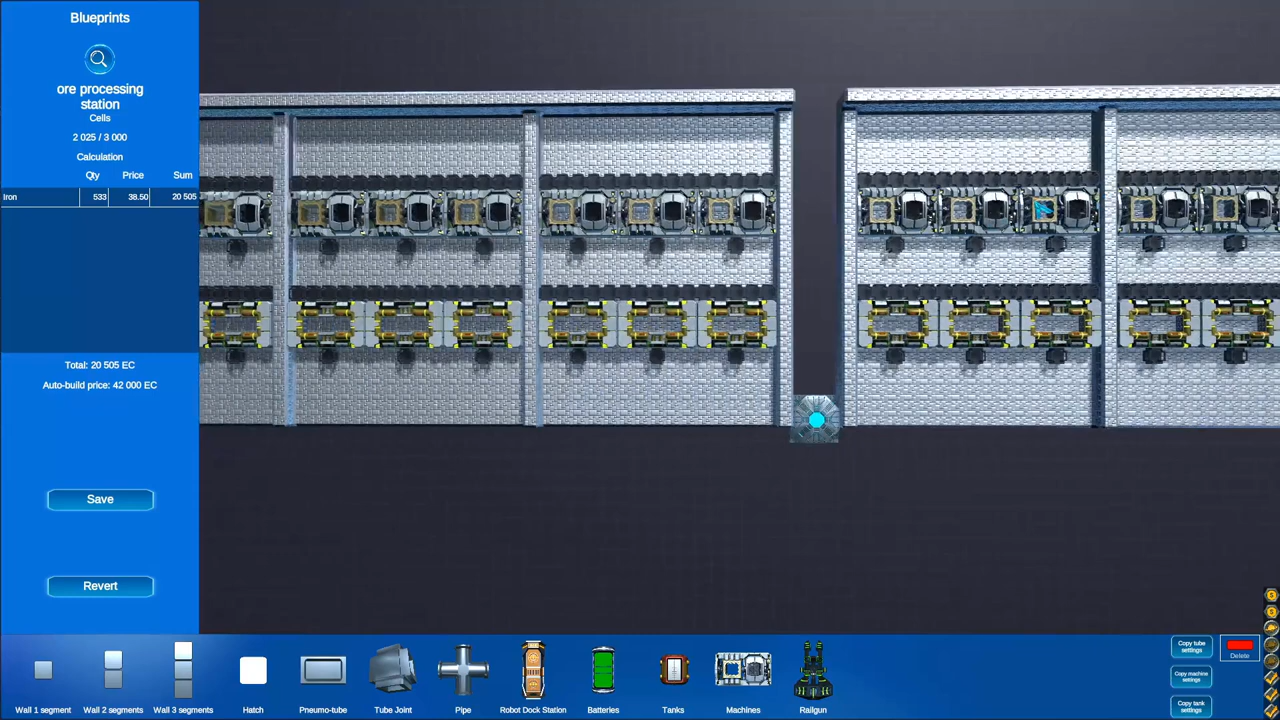 Blueprints
ore processing
station
Cells
2 025 / 3 000
Calculation
Qty Price Sum
Iron 533 38.50 20 505
Total: 20 505 EC
Auto-build price: 42 000 EC
Save
Revert
Wall 1 segment
Wall 2 segments
Wall 3 segments
Hatch
Pneumo-tube
Tube Joint
Pipe
Robot Dock Station
Batteries
Tanks
Machines
Railgun
Copy tube
settings
Copy machine
settings
Copy tank
settings
Delete